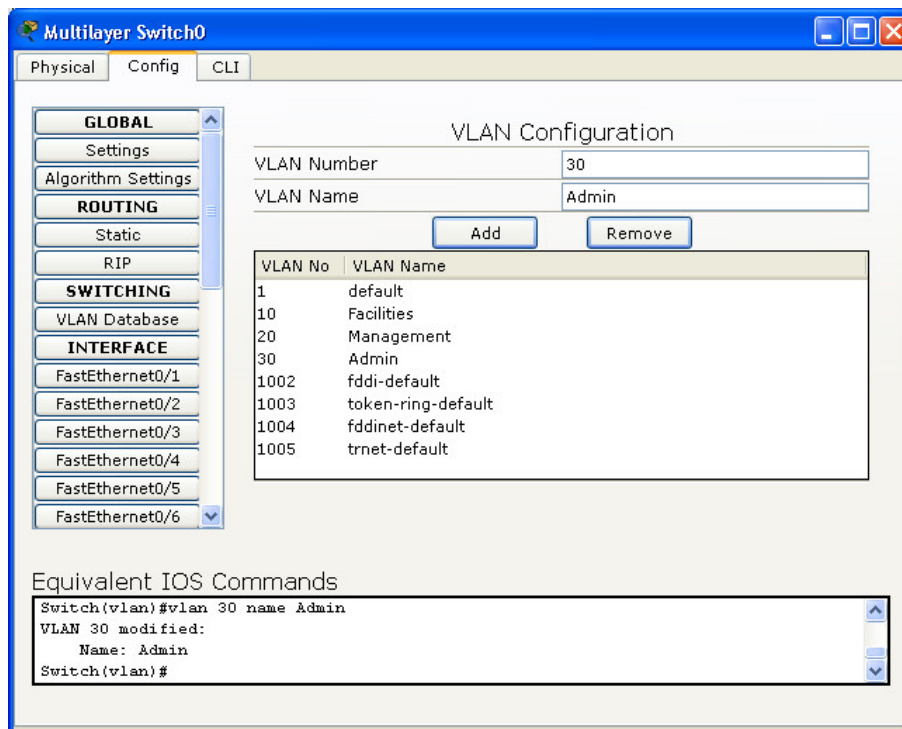 Multilayer Switch0
Physical Config CLI
GLOBAL
Settings
Algorithm Settings
ROUTING
Static
RIP
SWITCHING
VLAN Database
INTERFACE
FastEthernet0/1
FastEthernet0/2
FastEthernet0/3
FastEthernet0/4
FastEthernet0/5
FastEthernet0/6
VLAN Configuration
VLAN Number 30
VLAN Name Admin
Add Remove
VLAN No VLAN Name
1 default
10 Facilities
20 Management
30 Admin
1002 fddi-default
1003 token-ring-default
1004 fddinet-default
1005 trnet-default
Equivalent IOS Commands
Switch(vlan)#vlan 30 name Admin
VLAN 30 modified:
Name: Admin
Switch(vlan)#